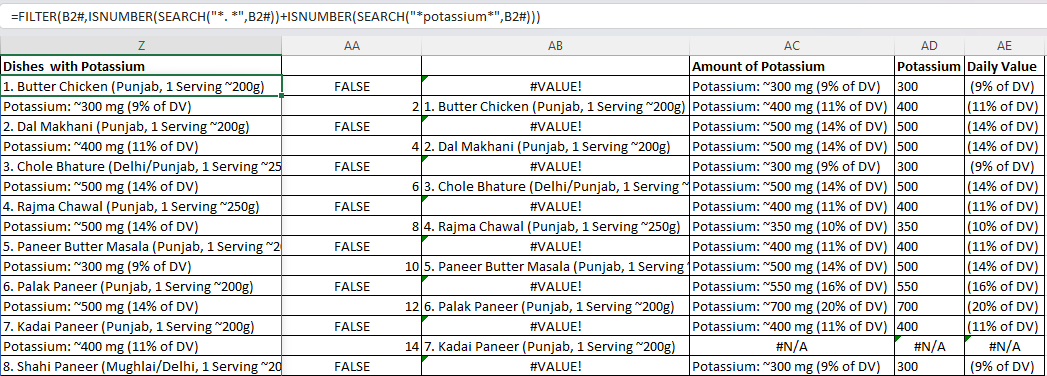 =FILTER(B2#,ISNUMBER(SEARCH("*. *",B2#))+ISNUMBER(SEARCH("*potassium*",B2#)))
Z AA AB AC AD AE
Dishes with Potassium Amount of Potassium Potassium Daily Value
1. Butter Chicken (Punjab, 1 Serving ~200g) FALSE #VALUE! Potassium: ~300 mg (9% of DV) 300 (9% of DV)
Potassium: ~300 mg (9% of DV) 2 1. Butter Chicken (Punjab, 1 Serving ~200g) Potassium: ~400 mg (11% of DV) 400 (11% of DV)
2. Dal Makhani (Punjab, 1 Serving ~200g) FALSE #VALUE! Potassium: ~500 mg (14% of DV) 500 (14% of DV)
Potassium: ~400 mg (11% of DV) 4 2. Dal Makhani (Punjab, 1 Serving ~200g) Potassium: ~500 mg (14% of DV) 500 (14% of DV)
3. Chole Bhature (Delhi/Punjab, 1 Serving ~25 FALSE #VALUE! Potassium: ~300 mg (9% of DV) 300 (9% of DV)
Potassium: ~500 mg (14% of DV) 6 3. Chole Bhature (Delhi/Punjab, 1 Serving ~ Potassium: ~500 mg (14% of DV) 500 (14% of DV)
4. Rajma Chawal (Punjab, 1 Serving ~250g) FALSE #VALUE! Potassium: ~400 mg (11% of DV) 400 (11% of DV)
Potassium: ~500 mg (14% of DV) 8 4. Rajma Chawal (Punjab, 1 Serving ~250g) Potassium: ~350 mg (10% of DV) 350 (10% of DV)
5. Paneer Butter Masala (Punjab, 1 Serving ~2 FALSE #VALUE! Potassium: ~400 mg (11% of DV) 400 (11% of DV)
Potassium: ~300 mg (9% of DV) 10 5. Paneer Butter Masala (Punjab, 1 Serving Potassium: ~500 mg (14% of DV) 500 (14% of DV)
6. Palak Paneer (Punjab, 1 Serving ~200g) FALSE #VALUE! Potassium: ~550 mg (16% of DV) 550 (16% of DV)
Potassium: ~500 mg (14% of DV) 12 6. Palak Paneer (Punjab, 1 Serving ~200g) Potassium: ~700 mg (20% of DV) 700 (20% of DV)
7. Kadai Paneer (Punjab, 1 Serving ~200g) FALSE #VALUE! Potassium: ~400 mg (11% of DV) 400 (11% of DV)
Potassium: ~400 mg (11% of DV) 14 7. Kadai Paneer (Punjab, 1 Serving ~200g) #N/A #N/A #N/A
8. Shahi Paneer (Mughlai/Delhi, 1 Serving ~20 FALSE #VALUE! Potassium: ~300 mg (9% of DV) 300 (9% of DV)